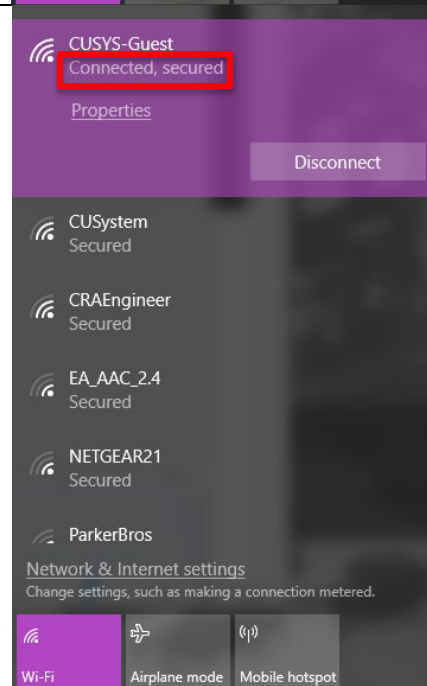 CUSYS-Guest
Connected, secured
Properties
Disconnect
CUSystem
Secured
CRAEngineer
Secured
EA_AAC_2.4
Secured
NETGEAR21
Secured
ParkerBros
Network & Internet settings
Change settings, such as making a connection metered.
Wi-Fi Airplane mode Mobile hotspot